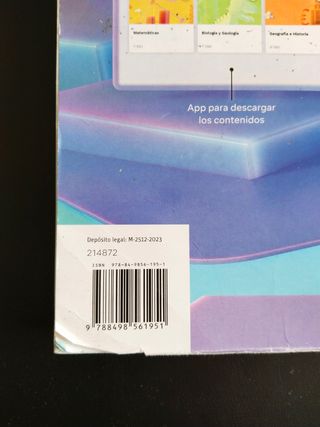 Matemáticas
Biología y Geología
Geografía e Historia
App para descargar
los contenidos
Depósito legal: M-2512-2023
214872
ISBN 978-84-9856-195-1
9 788498 561951